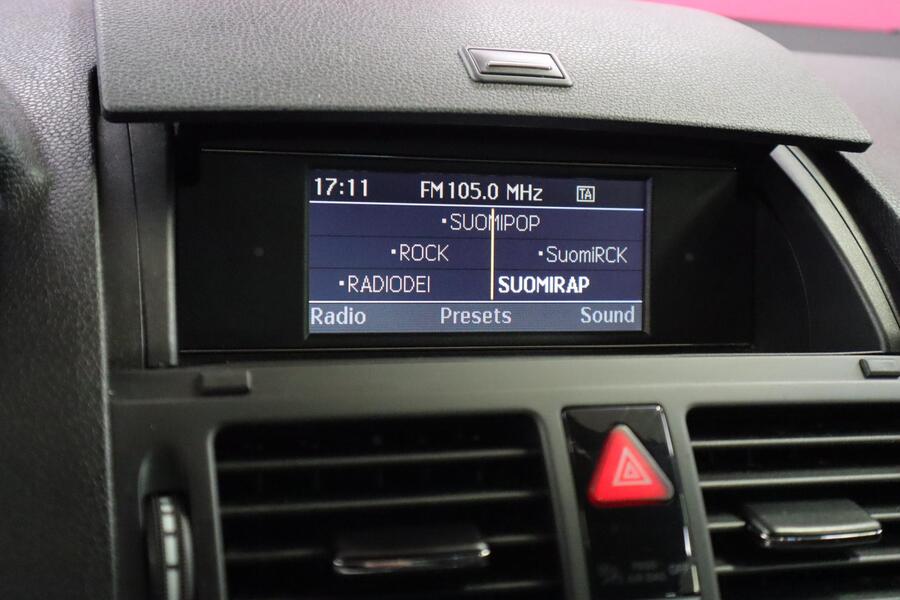 17:11 FM 105.0 MHz TA
•SUOMIPOP
•ROCK •SuomiRCK
•RADIODEI SUOMIRAP
Radio Presets Sound